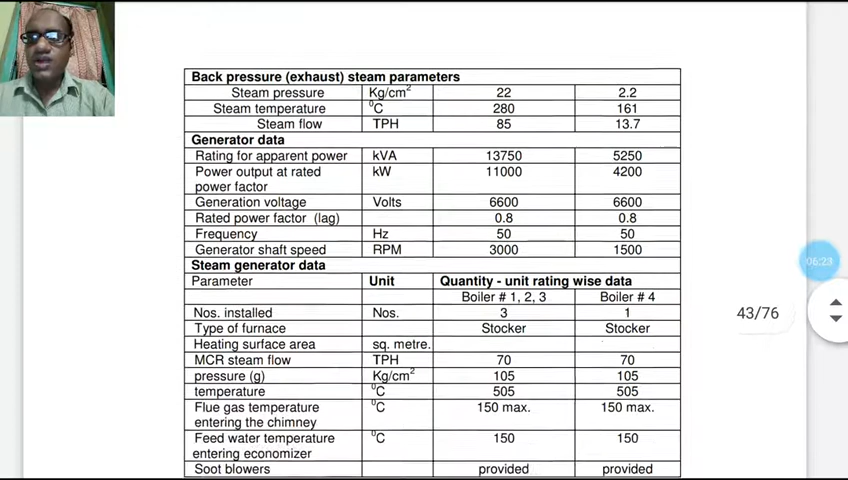 Back pressure (exhaust) steam parameters
Steam pressure Kg/cm2 22 2.2
Steam temperature 0C 280 161
Steam flow TPH 85 13.7
Generator data
Rating for apparent power kVA 13750 5250
Power output at rated kW 11000 4200
power factor
Generation voltage Volts 6600 6600
Rated power factor (lag) 0.8 0.8
Frequency Hz 50 50
Generator shaft speed RPM 3000 1500
Steam generator data
Parameter Unit Quantity - unit rating wise data
Boiler # 1, 2, 3 Boiler # 4
Nos. installed Nos. 3 1
Type of furnace Stocker Stocker
Heating surface area sq. metre.
MCR steam flow TPH 70 70
pressure (g) Kg/cm2 105 105
temperature 0C 505 505
Flue gas temperature 0C 150 max. 150 max.
entering the chimney
Feed water temperature 0C 150 150
entering economizer
Soot blowers provided provided
06:23
43/76